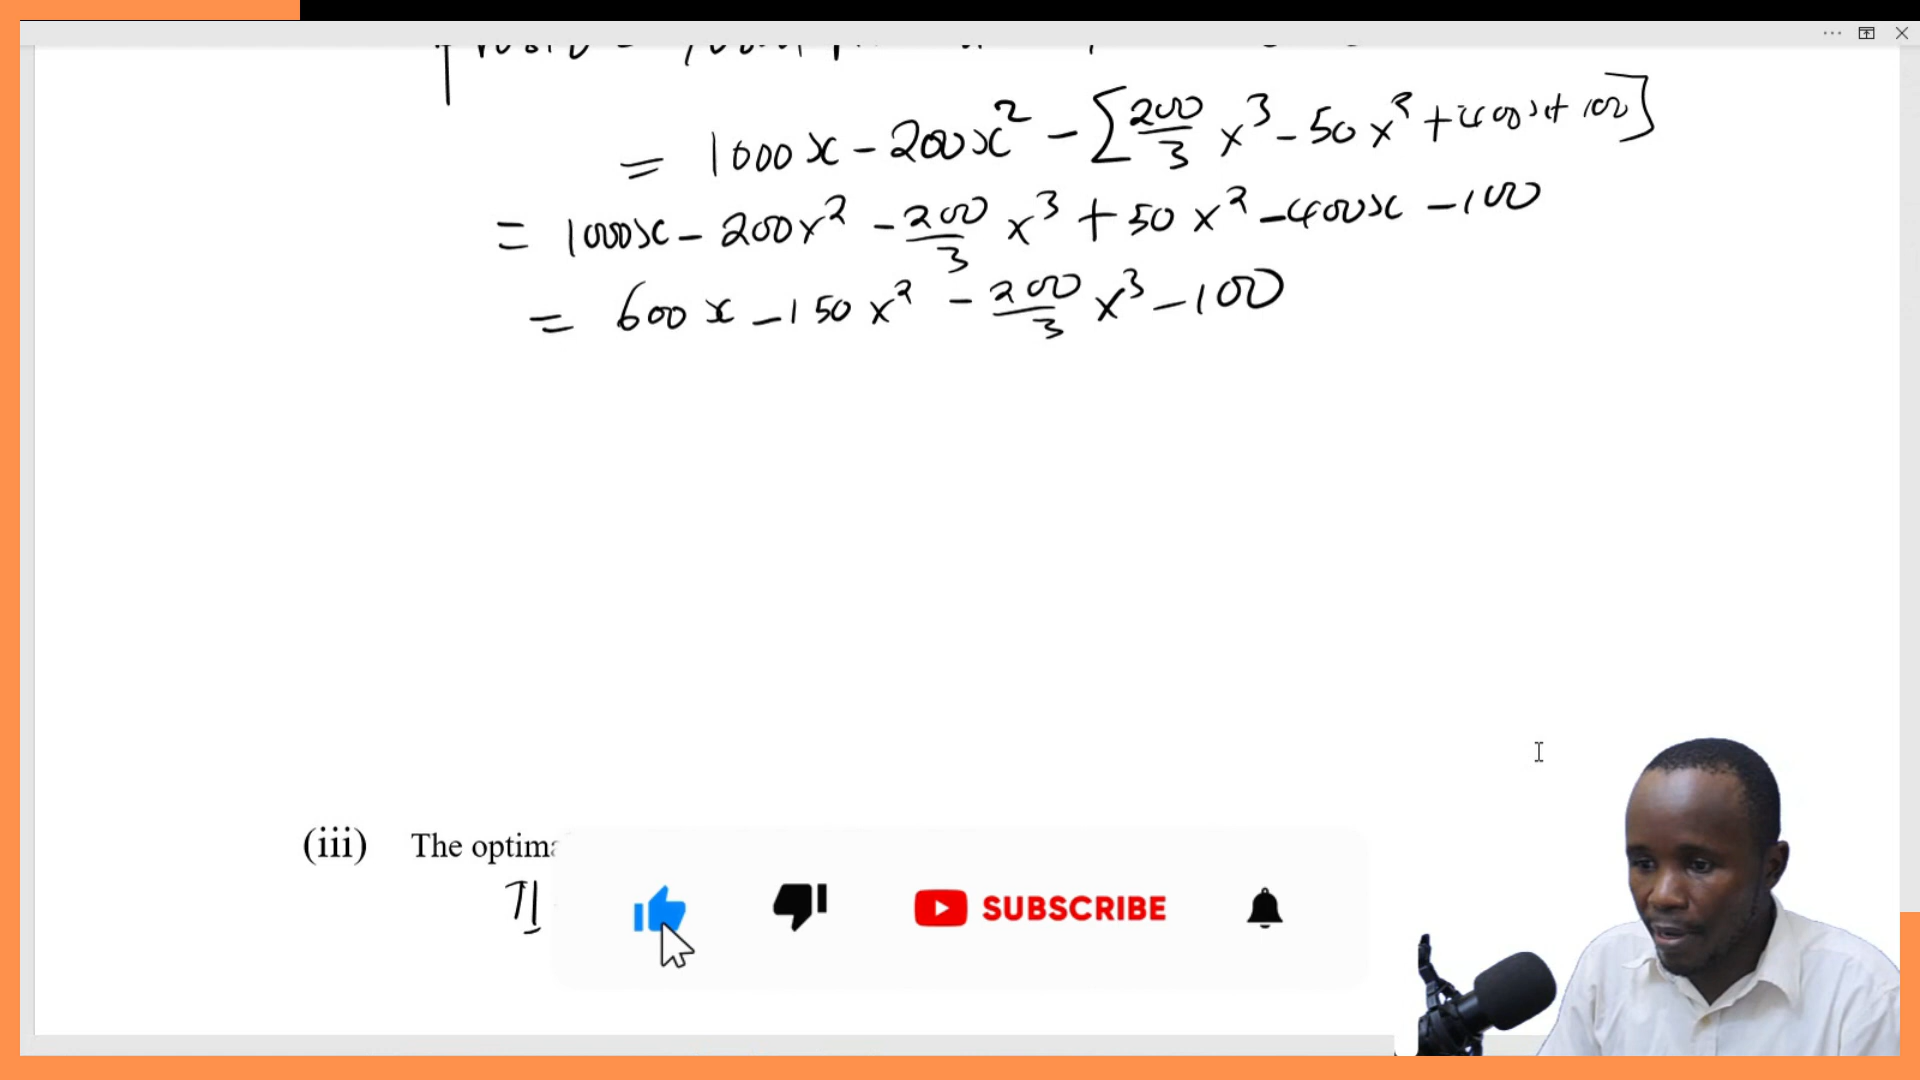 = 1000x - 200x² - [200/3 x³ - 50x² + 400x + 100]
= 1000x - 200x² - 200/3 x³ + 50x² - 400x - 100
= 600x - 150x² - 200/3 x³ - 100
(iii) The optim
SUBSCRIBE